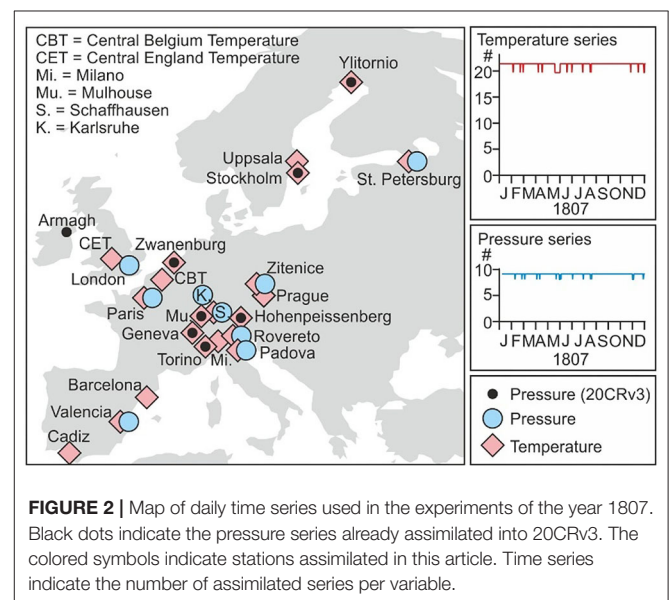 CBT = Central Belgium Temperature
CET = Central England Temperature
Mi. = Milano
Mu. = Mulhouse
S. = Schaffhausen
K. = Karlsruhe
Ylitornio
Uppsala
Stockholm
St. Petersburg
Armagh
CET
Zwanenburg
London
CBT
Zitenice
Paris
K
Prague
Mu.
S
Hohenpeissenberg
Geneva
Rovereto
Torino
Mi.
Padova
Barcelona
Valencia
Cadiz
Temperature series
#
20
15
10
5
0
J F M A M J J A S O N D
1807
Pressure series
#
10
5
0
J F M A M J J A S O N D
1807
Pressure (20CRv3)
Pressure
Temperature
FIGURE 2 | Map of daily time series used in the experiments of the year 1807.
Black dots indicate the pressure series already assimilated into 20CRv3. The
colored symbols indicate stations assimilated in this article. Time series
indicate the number of assimilated series per variable.